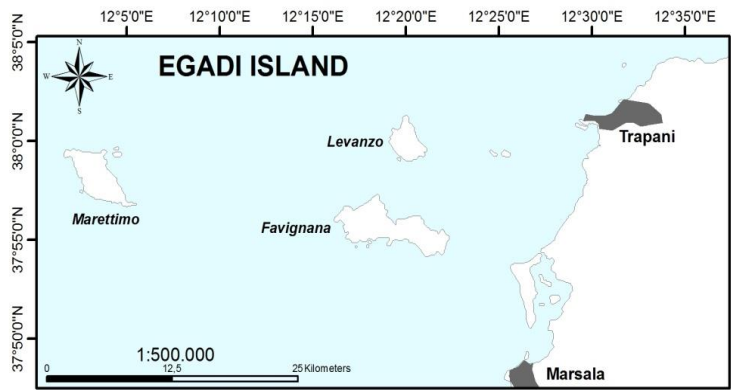 12°5'0"E 12°10'0"E 12°15'0"E 12°20'0"E 12°25'0"E 12°30'0"E 12°35'0"E
38°5'0"N
N
W E
S
EGADI ISLAND
38°0'0"N
Trapani
Levanzo
Marettimo
Favignana
37°55'0"N
37°50'0"N
1:500.000
0 12,5 25 Kilometers
Marsala